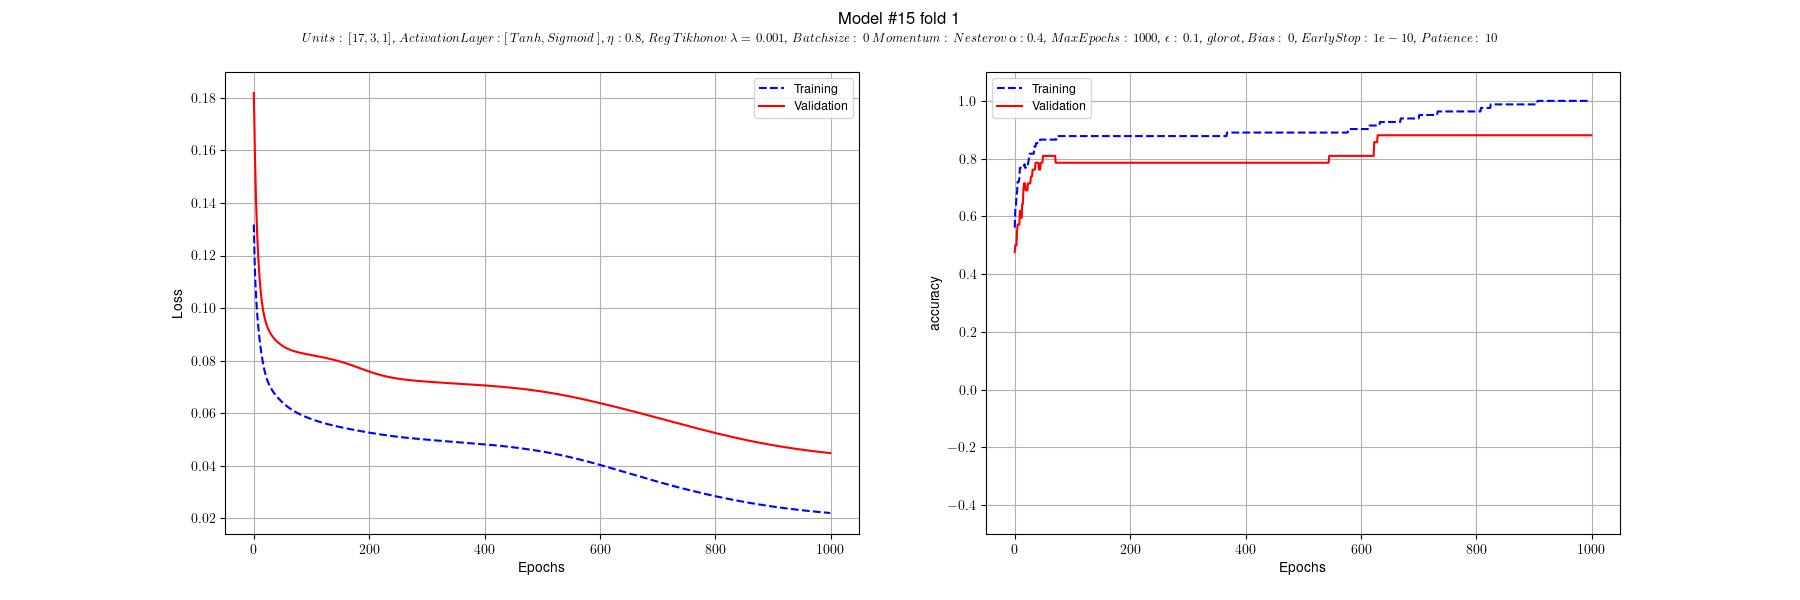 Model #15 fold 1
Units : [17, 3, 1], ActivationLayer : [ Tanh, Sigmoid ], η : 0.8, Reg Tikhonov λ = 0.001, Batchsize : 0 Momentum : Nesterov α : 0.4, MaxEpochs : 1000, ϵ : 0.1, glorot, Bias : 0, EarlyStop : 1e − 10, Patience : 10
Training
Validation
0.18
0.16
0.14
0.12
0.10
0.08
0.06
0.04
0.02
Loss
0 200 400 600 800 1000
Epochs
Training
Validation
1.0
0.8
0.6
0.4
0.2
0.0
−0.2
−0.4
accuracy
0 200 400 600 800 1000
Epochs